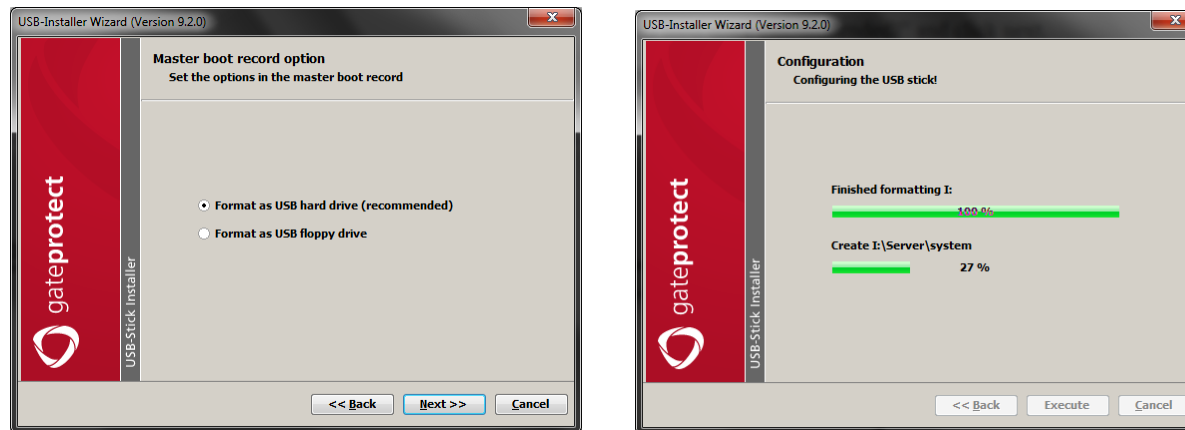 USB-Installer Wizard (Version 9.2.0)
Master boot record option
Set the options in the master boot record
Format as USB hard drive (recommended)
Format as USB floppy drive
gateprotect
USB-Stick Installer
<< Back
Next >>
Cancel
USB-Installer Wizard (Version 9.2.0)
Configuration
Configuring the USB stick!
Finished formatting I:
100 %
Create I:\Server\system
27 %
gateprotect
USB-Stick Installer
<< Back
Execute
Cancel